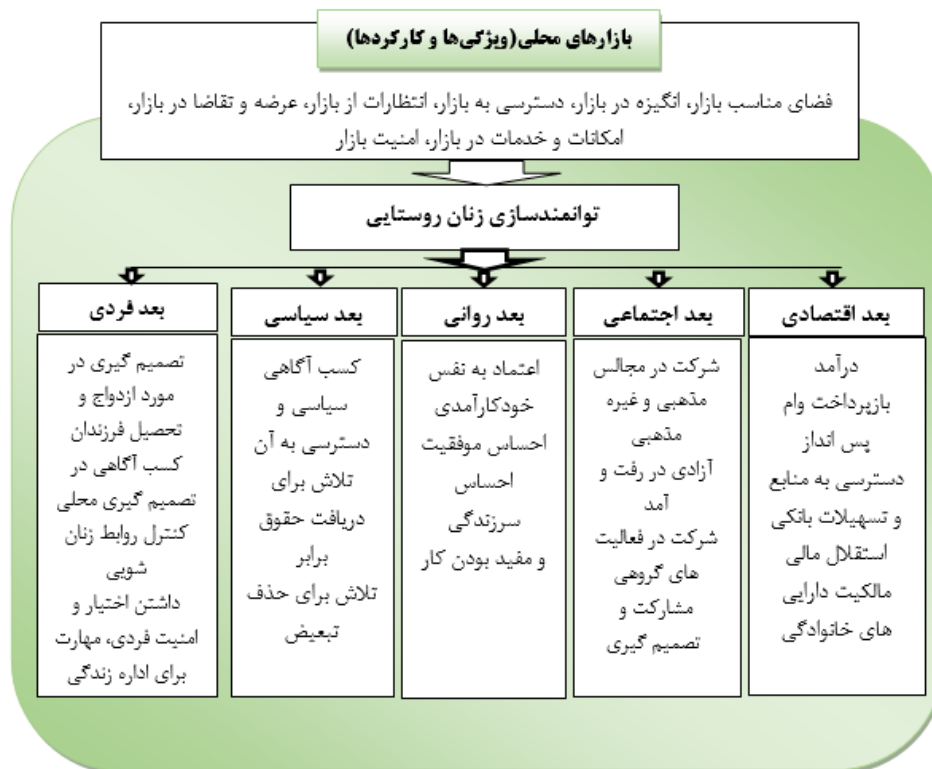 بازارهای محلی(ویژگی‌ها و کارکردها)
فضای مناسب بازار، انگیزه در بازار، دسترسی به بازار، انتظارات از بازار، عرضه و تقاضا در بازار،
امکانات و خدمات در بازار، امنیت بازار
توانمندسازی زنان روستایی
بعد اقتصادی
درآمد
بازپرداخت وام
پس انداز
دسترسی به منابع
و تسهیلات بانکی
استقلال مالی
مالکیت دارایی
های خانوادگی
بعد اجتماعی
شرکت در مجالس
مذهبی و غیره
مذهبی
آزادی در رفت و
آمد
شرکت در فعالیت
های گروهی
مشارکت و
تصمیم گیری
بعد روانی
اعتماد به نفس
خودکارآمدی
احساس موفقیت
احساس
سرزندگی
و مفید بودن کار
بعد سیاسی
کسب آگاهی
سیاسی و
دسترسی به آن
تلاش برای
دریافت حقوق
برابر
تلاش برای حذف
تبعیض
بعد فردی
تصمیم گیری در
مورد ازدواج و
تحصیل فرزندان
کسب آگاهی در
تصمیم گیری محلی
کنترل روابط زنان
شویی
داشتن اختیار و
امنیت فردی، مهارت
برای اداره زندگی